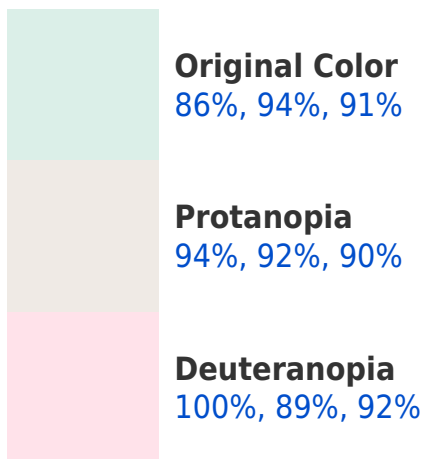 Original Color
86%, 94%, 91%
Protanopia
94%, 92%, 90%
Deuteranopia
100%, 89%, 92%